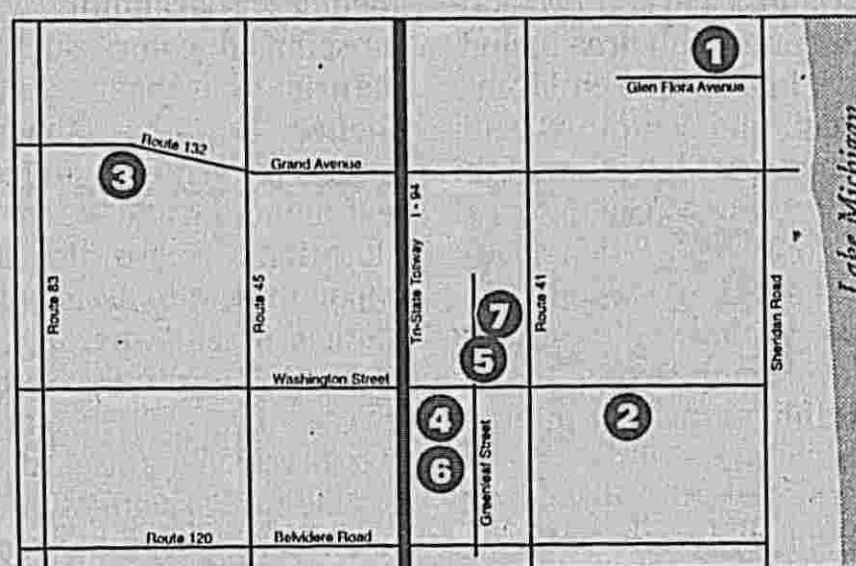 1
Glen Flora Avenue
Lake Michigan
Route 132
Grand Avenue
3
Route 83
Route 45
Tri-State Tollway I-94
Route 41
Sheridan Road
7
5
Washington Street
4
2
6
Greenleaf Street
Route 120
Belvidere Road